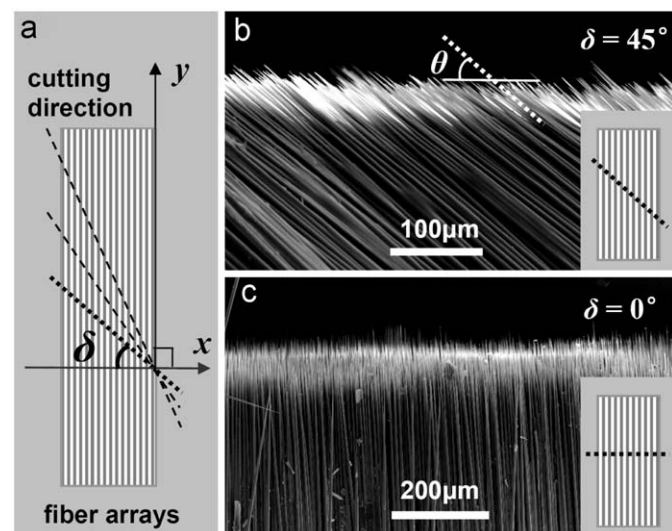 a
cutting
direction
y
δ
x
fiber arrays
b
θ
δ = 45°
100μm
c
δ = 0°
200μm